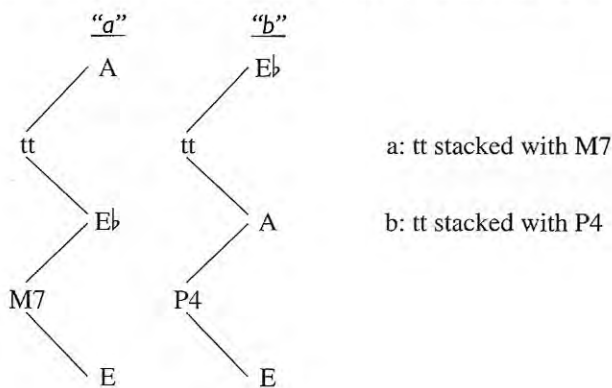 "a" "b"
A E♭
tt tt a: tt stacked with M7
E♭ A b: tt stacked with P4
M7 P4
E E